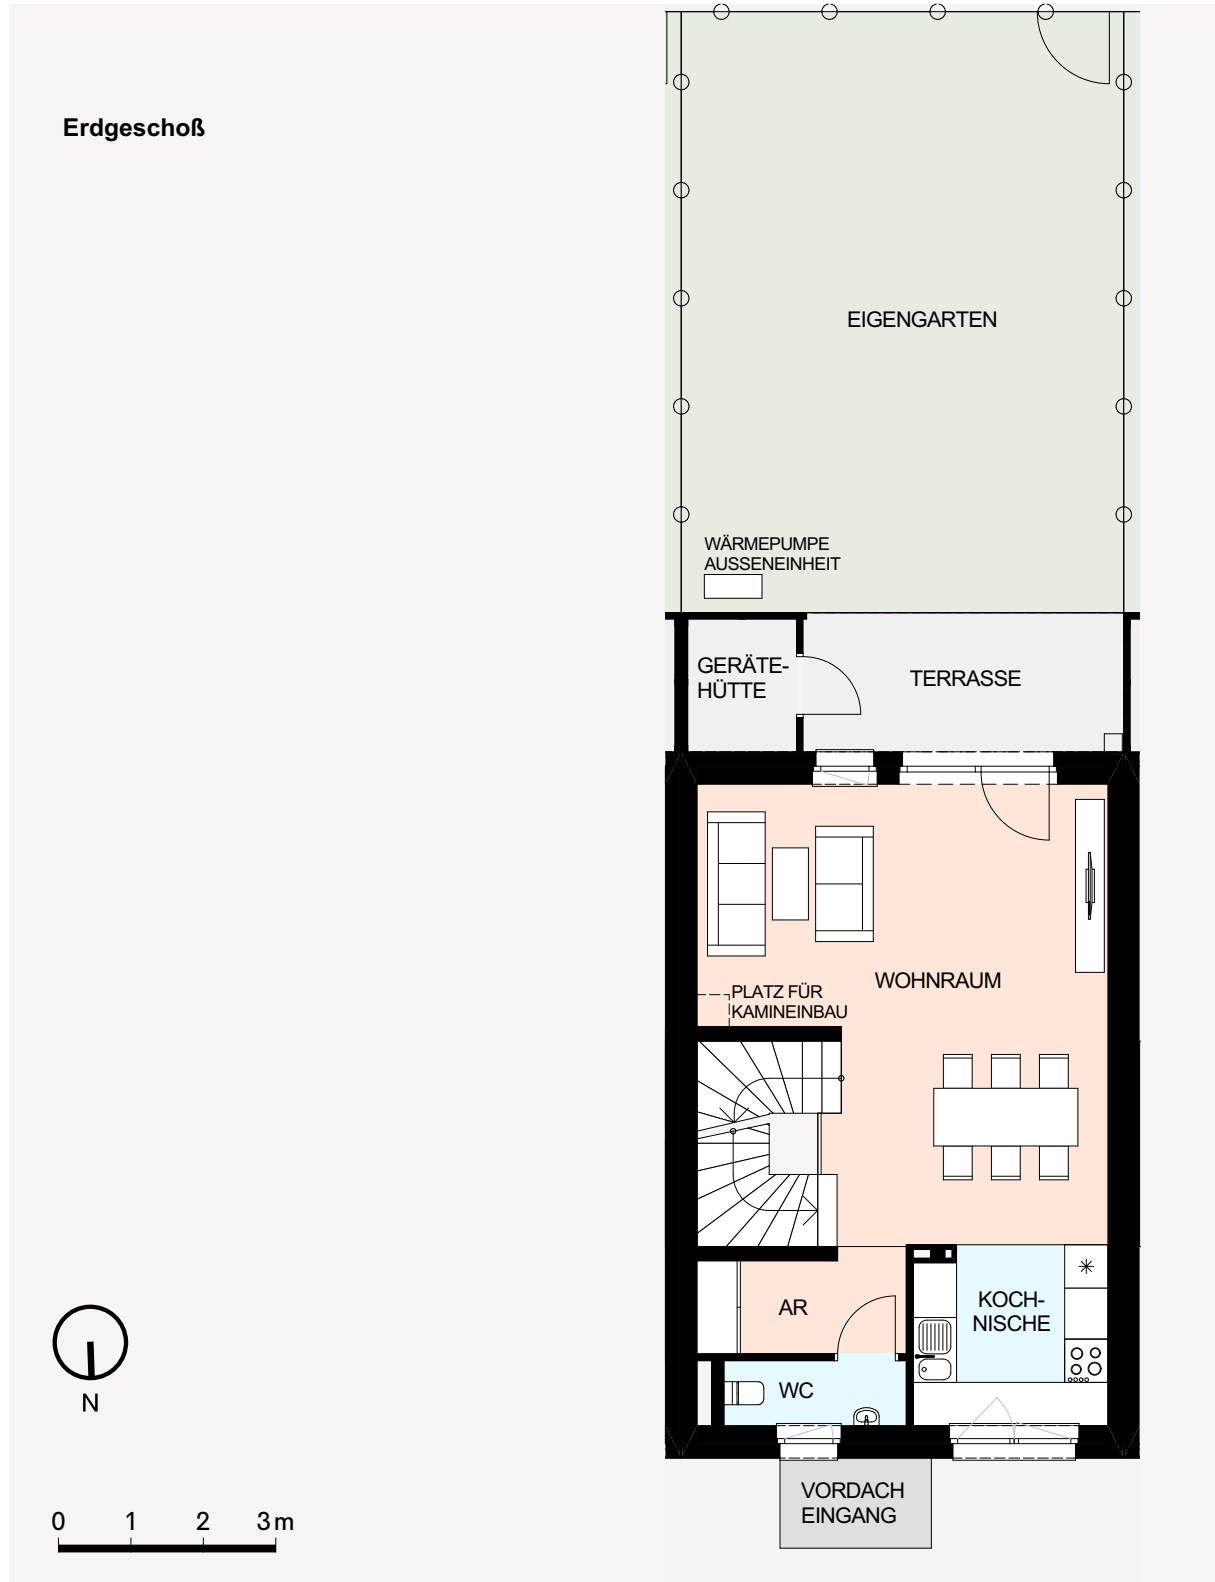 Erdgeschoß
EIGENGARTEN
WÄRMEPUMPE
AUSSENEINHEIT
GERÄTE-
HÜTTE
TERRASSE
WOHNRAUM
PLATZ FÜR
KAMINEINBAU
AR
KOCH-
NISCHE
WC
N
VORDACH
EINGANG
0 1 2 3 m